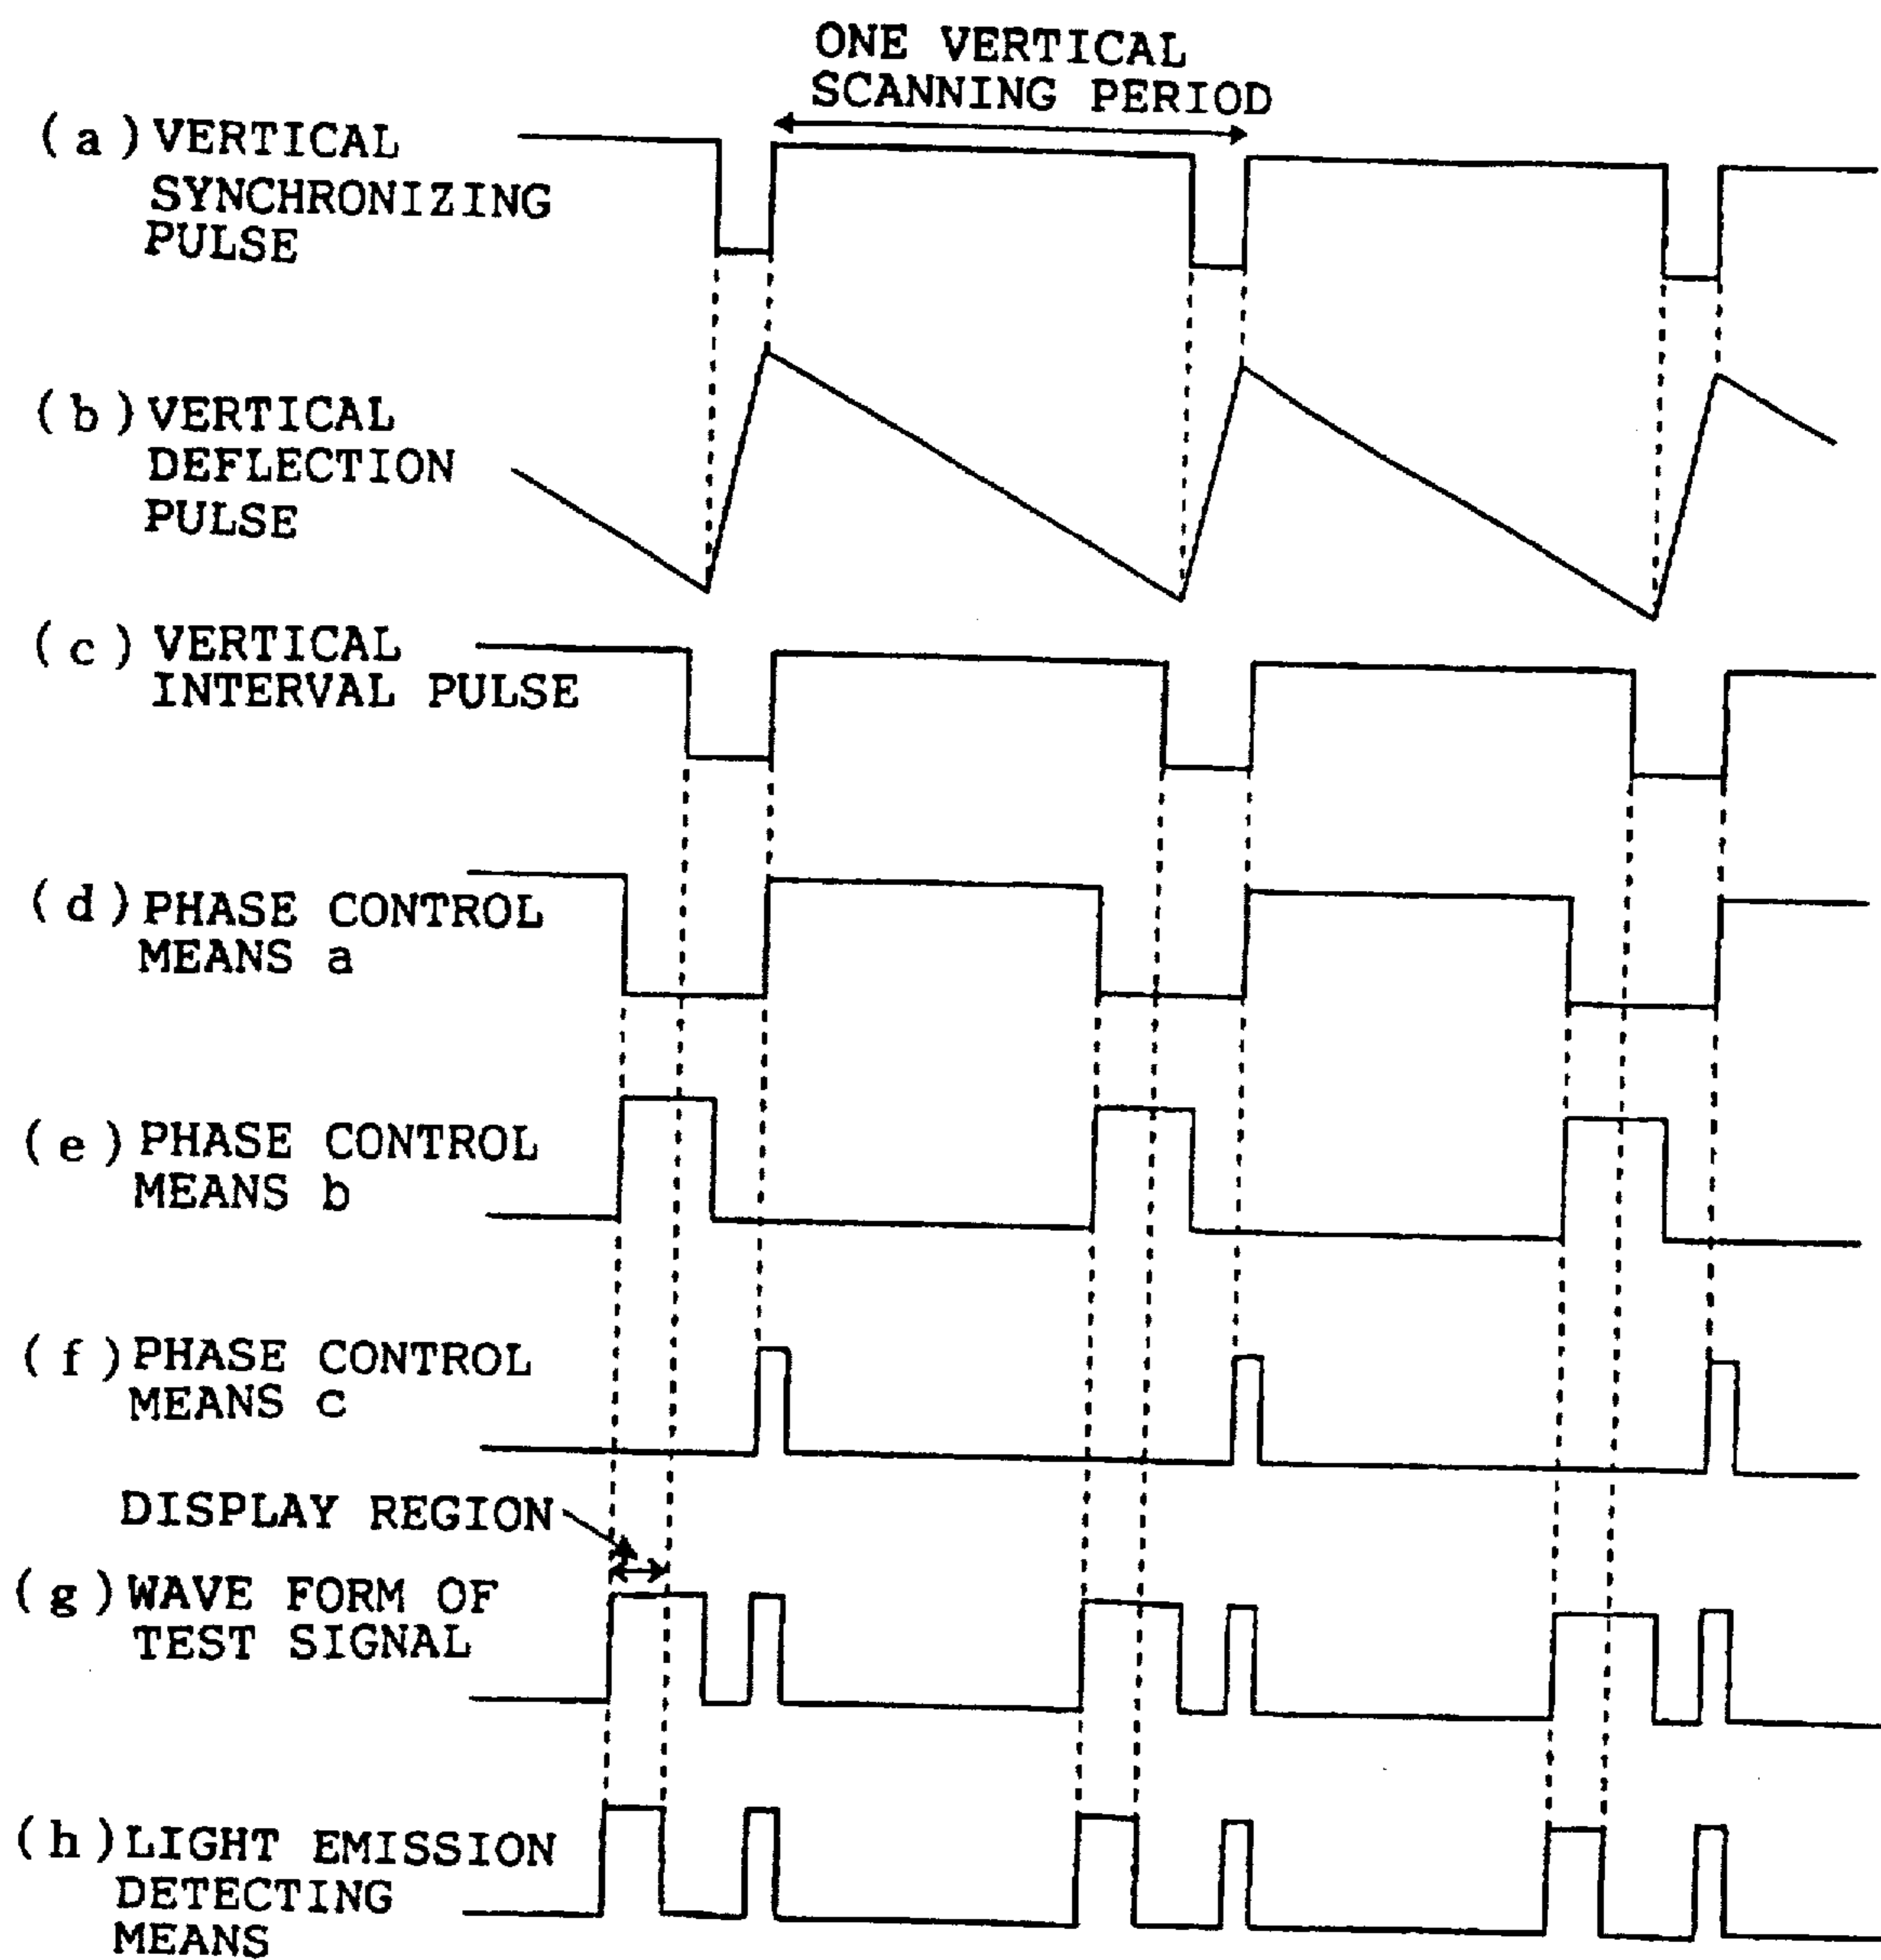 ONE VERTICAL
SCANNING PERIOD
(a) VERTICAL
SYNCHRONIZING
PULSE
(b) VERTICAL
DEFLECTION
PULSE
(c) VERTICAL
INTERVAL PULSE
(d) PHASE CONTROL
MEANS a
(e) PHASE CONTROL
MEANS b
(f) PHASE CONTROL
MEANS c
DISPLAY REGION
(g) WAVE FORM OF
TEST SIGNAL
(h) LIGHT EMISSION
DETECTING
MEANS